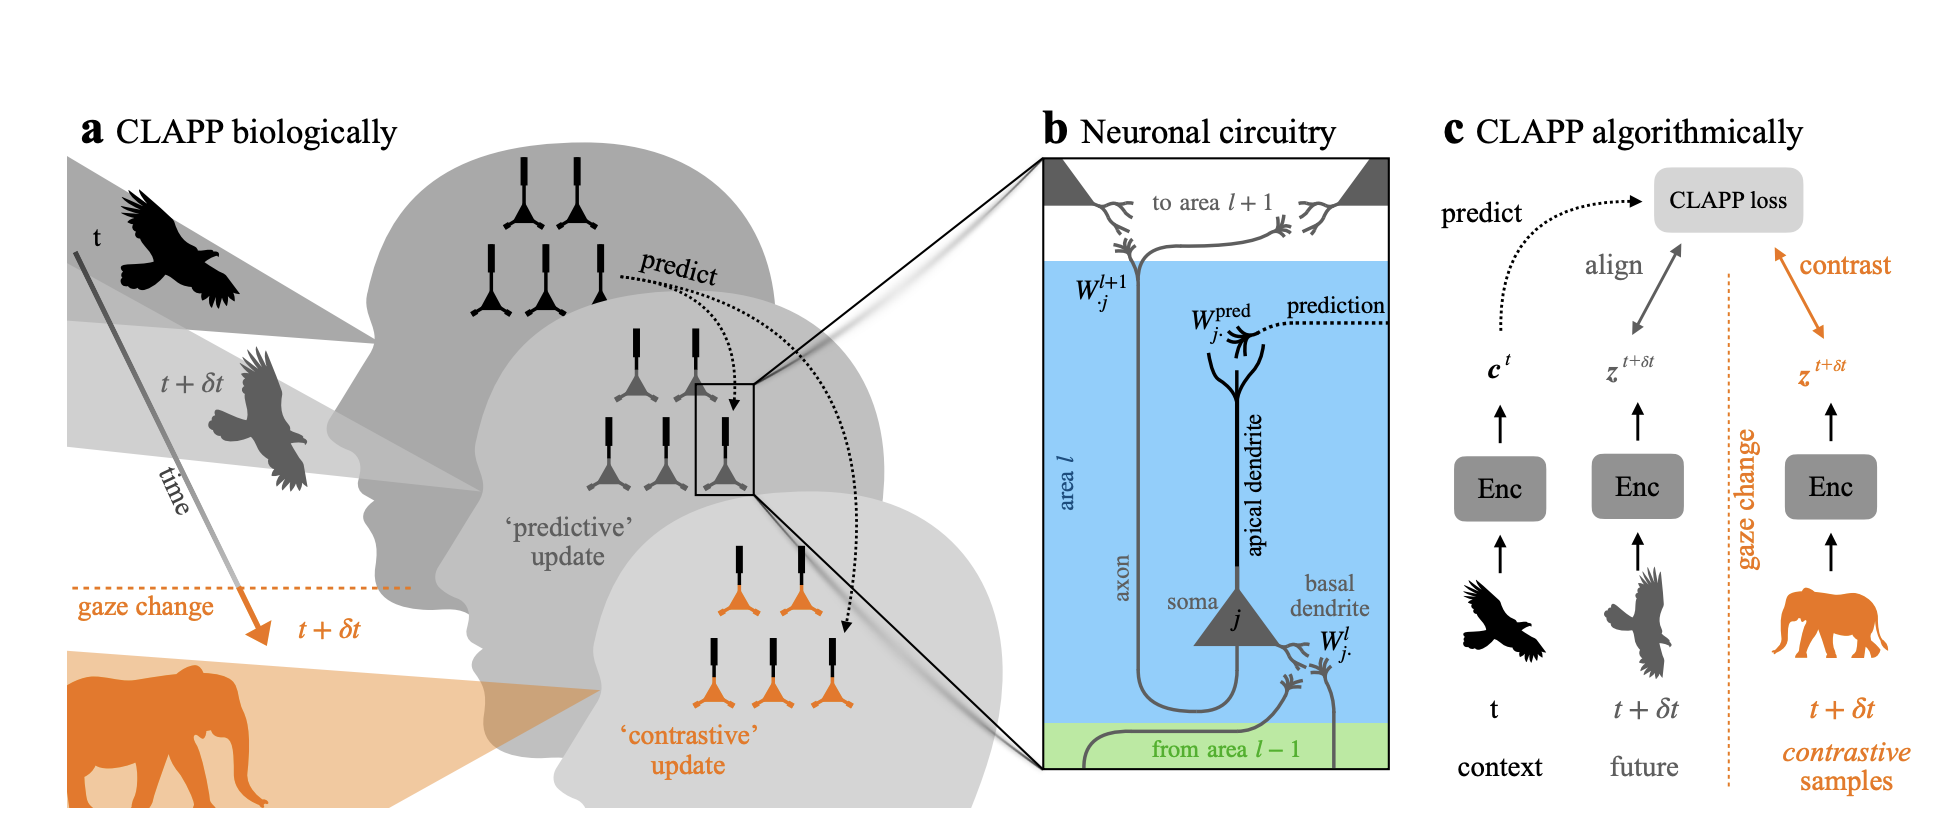 a CLAPP biologically
t
t + δt
time
gaze change
t + δt
predict
‘predictive’
update
‘contrastive’
update
b Neuronal circuitry
to area l + 1
W^{l+1}_{·j}
W^{pred}_{j·}
prediction
area l
apical dendrite
axon
soma
j
basal
dendrite
W^l_{j·}
from area l − 1
c CLAPP algorithmically
CLAPP loss
predict
align
contrast
c^t
z^{t+δt}
z^{t+δt}
gaze change
Enc
Enc
Enc
t
t + δt
t + δt
context
future
contrastive
samples